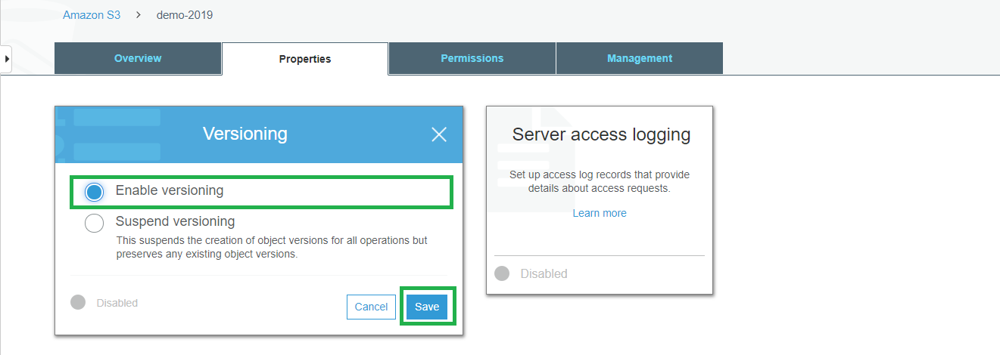 Amazon S3 > demo-2019
Overview Properties Permissions Management
Versioning
Enable versioning
Suspend versioning
This suspends the creation of object versions for all operations but
preserves any existing object versions.
Disabled
Cancel Save
Server access logging
Set up access log records that provide
details about access requests.
Learn more
Disabled